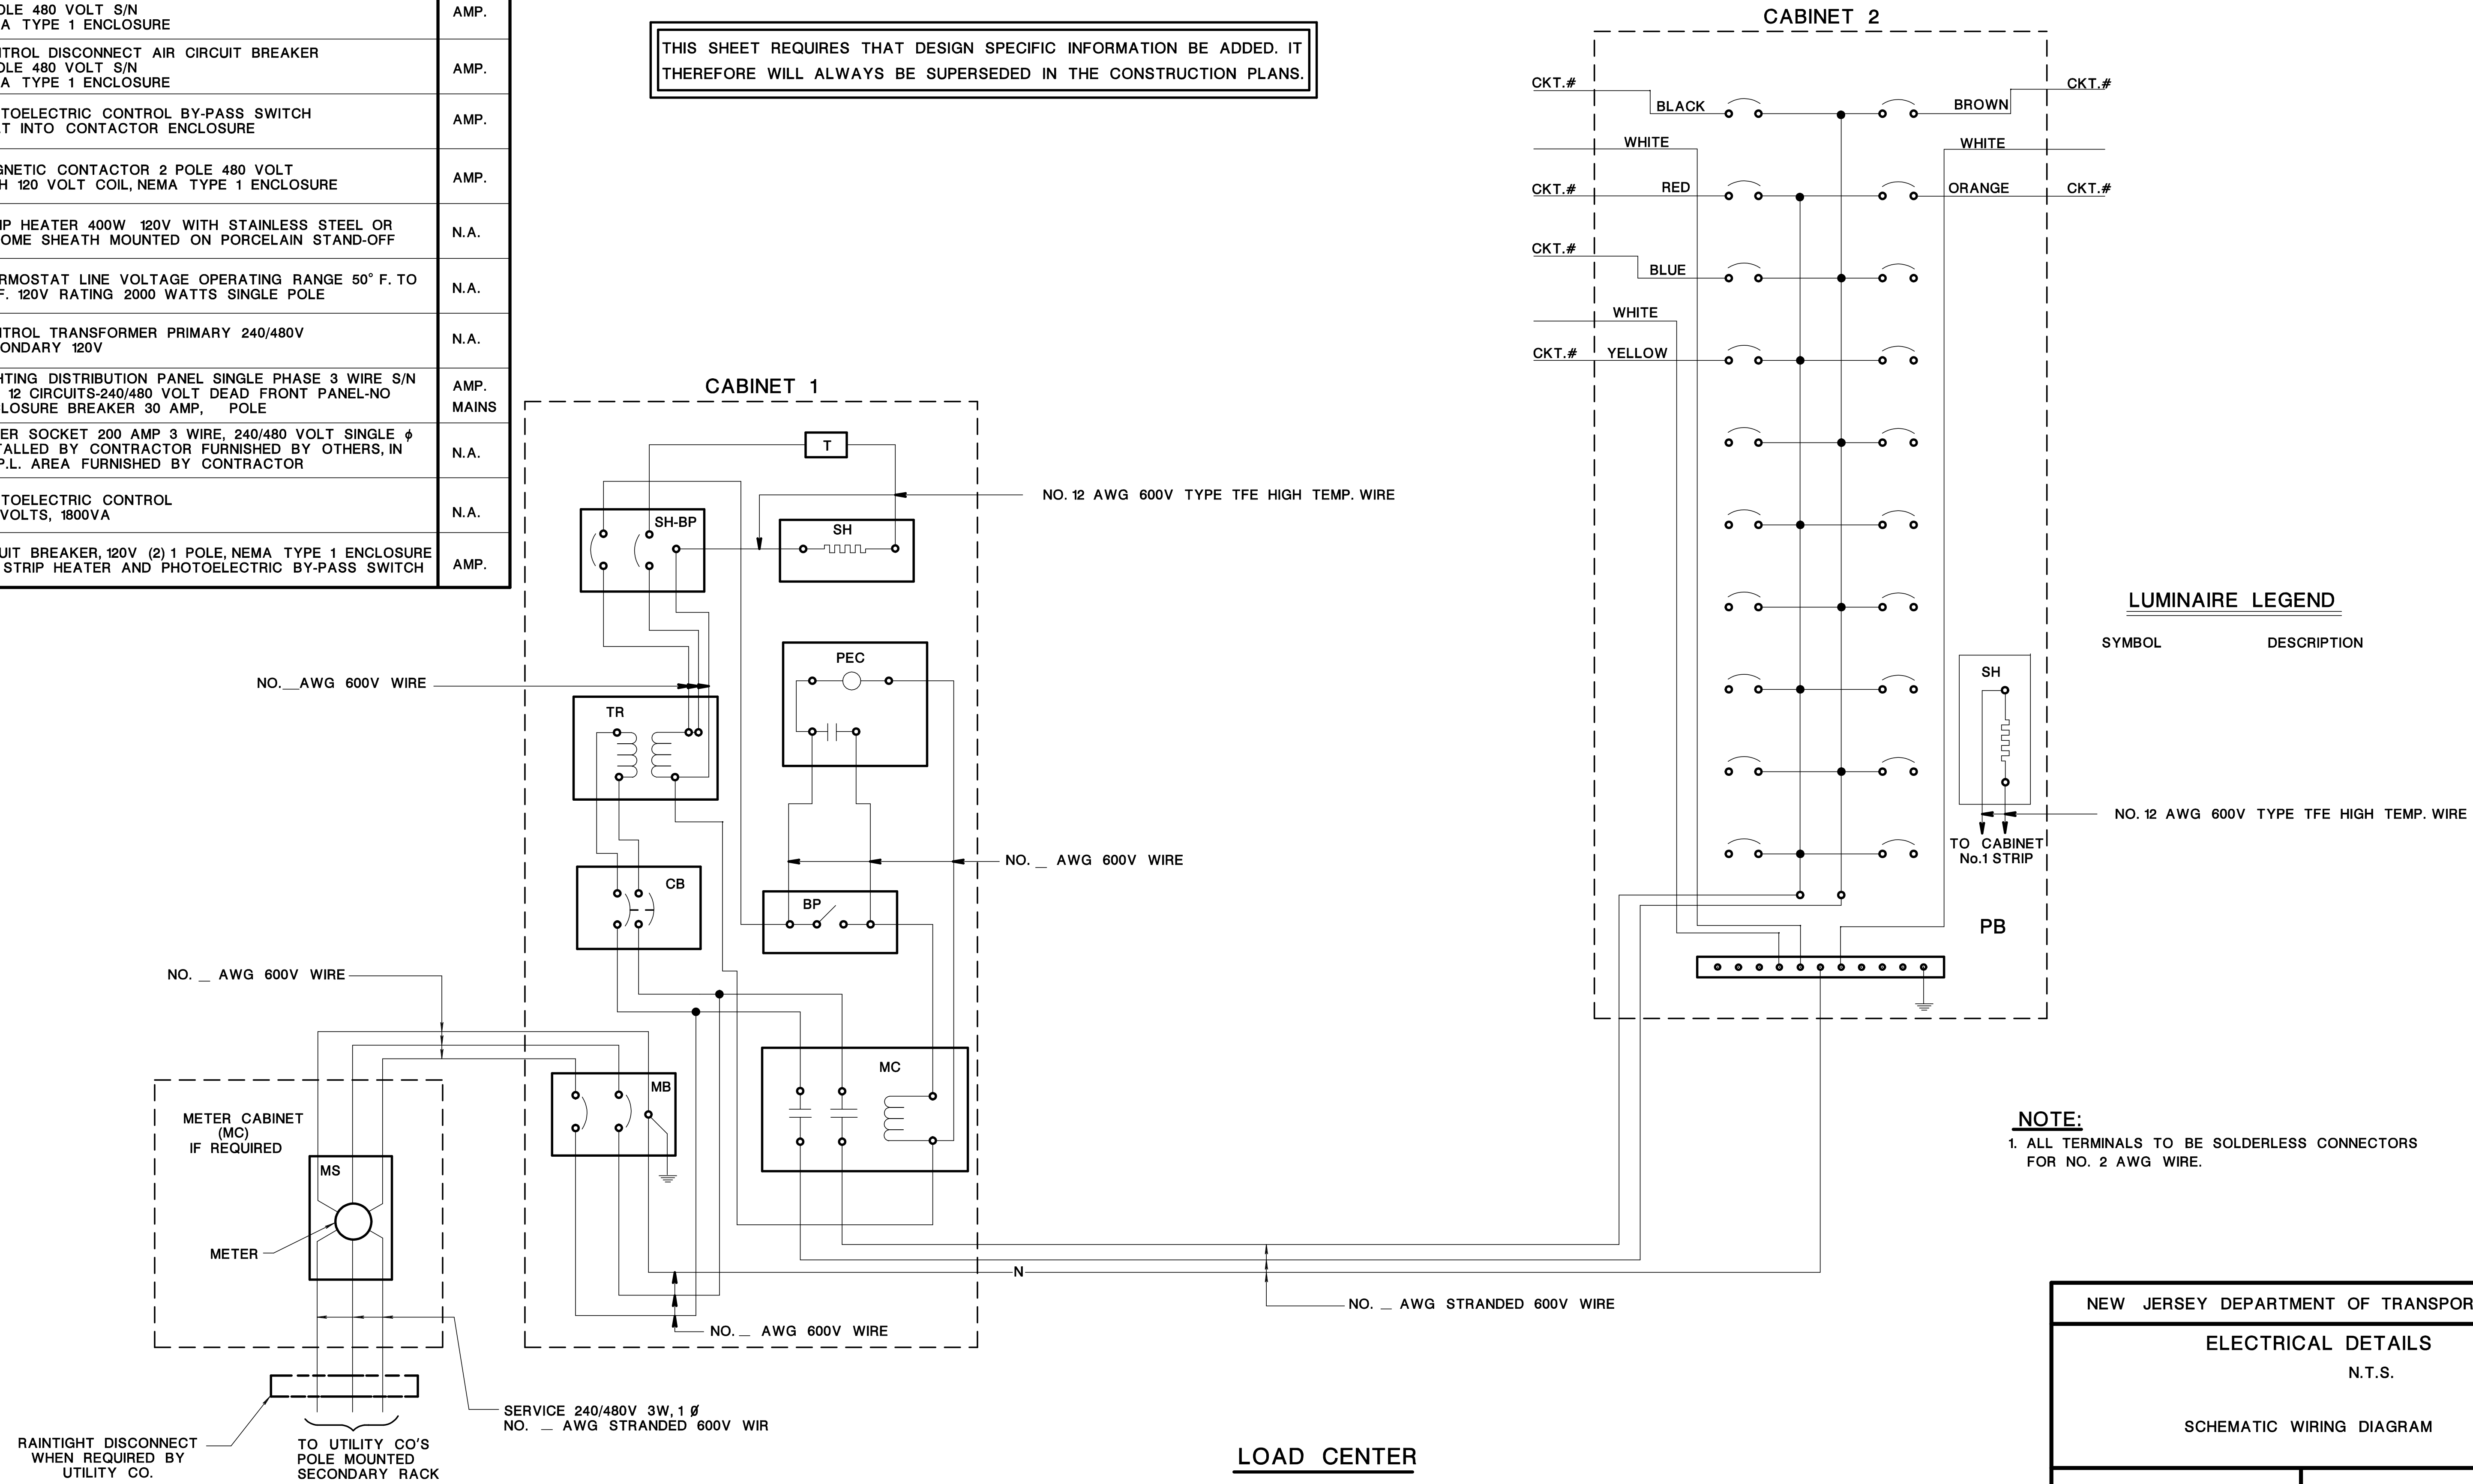 OLE 480 VOLT S/N
A TYPE 1 ENCLOSURE
AMP.
NTROL DISCONNECT AIR CIRCUIT BREAKER
OLE 480 VOLT S/N
A TYPE 1 ENCLOSURE
AMP.
TOELECTRIC CONTROL BY-PASS SWITCH
T INTO CONTACTOR ENCLOSURE
AMP.
GNETIC CONTACTOR 2 POLE 480 VOLT
H 120 VOLT COIL, NEMA TYPE 1 ENCLOSURE
AMP.
IP HEATER 400W 120V WITH STAINLESS STEEL OR
OME SHEATH MOUNTED ON PORCELAIN STAND-OFF
N.A.
ERMOSTAT LINE VOLTAGE OPERATING RANGE 50° F. TO
F. 120V RATING 2000 WATTS SINGLE POLE
N.A.
NTROL TRANSFORMER PRIMARY 240/480V
ONDARY 120V
N.A.
HTING DISTRIBUTION PANEL SINGLE PHASE 3 WIRE S/N
12 CIRCUITS-240/480 VOLT DEAD FRONT PANEL-NO
LOSURE BREAKER 30 AMP, POLE
AMP.
MAINS
ER SOCKET 200 AMP 3 WIRE, 240/480 VOLT SINGLE ϕ
TALLED BY CONTRACTOR FURNISHED BY OTHERS, IN
P.L. AREA FURNISHED BY CONTRACTOR
N.A.
TOELECTRIC CONTROL
VOLTS, 1800VA
N.A.
UIT BREAKER, 120V (2) 1 POLE, NEMA TYPE 1 ENCLOSURE
STRIP HEATER AND PHOTOELECTRIC BY-PASS SWITCH
AMP.
THIS SHEET REQUIRES THAT DESIGN SPECIFIC INFORMATION BE ADDED. IT
THEREFORE WILL ALWAYS BE SUPERSEDED IN THE CONSTRUCTION PLANS.
CABINET 1
T
NO. 12 AWG 600V TYPE TFE HIGH TEMP. WIRE
SH-BP
SH
PEC
NO.__AWG 600V WIRE
TR
CB
NO. _ AWG 600V WIRE
BP
NO. _ AWG 600V WIRE
MB
MC
METER CABINET
(MC)
IF REQUIRED
MS
METER
N
NO. _ AWG STRANDED 600V WIRE
NO. _ AWG 600V WIRE
SERVICE 240/480V 3W, 1 Ø
NO. _ AWG STRANDED 600V WIR
RAINTIGHT DISCONNECT
WHEN REQUIRED BY
UTILITY CO.
TO UTILITY CO'S
POLE MOUNTED
SECONDARY RACK
LOAD CENTER
CABINET 2
CKT.#
BLACK
BROWN
CKT.#
WHITE
WHITE
CKT.#
RED
ORANGE
CKT.#
CKT.#
BLUE
WHITE
CKT.#
YELLOW
SH
NO. 12 AWG 600V TYPE TFE HIGH TEMP. WIRE
TO CABINET
No.1 STRIP
PB
LUMINAIRE LEGEND
SYMBOL
DESCRIPTION
NOTE:
1. ALL TERMINALS TO BE SOLDERLESS CONNECTORS
FOR NO. 2 AWG WIRE.
NEW JERSEY DEPARTMENT OF TRANSPOR
ELECTRICAL DETAILS
N.T.S.
SCHEMATIC WIRING DIAGRAM